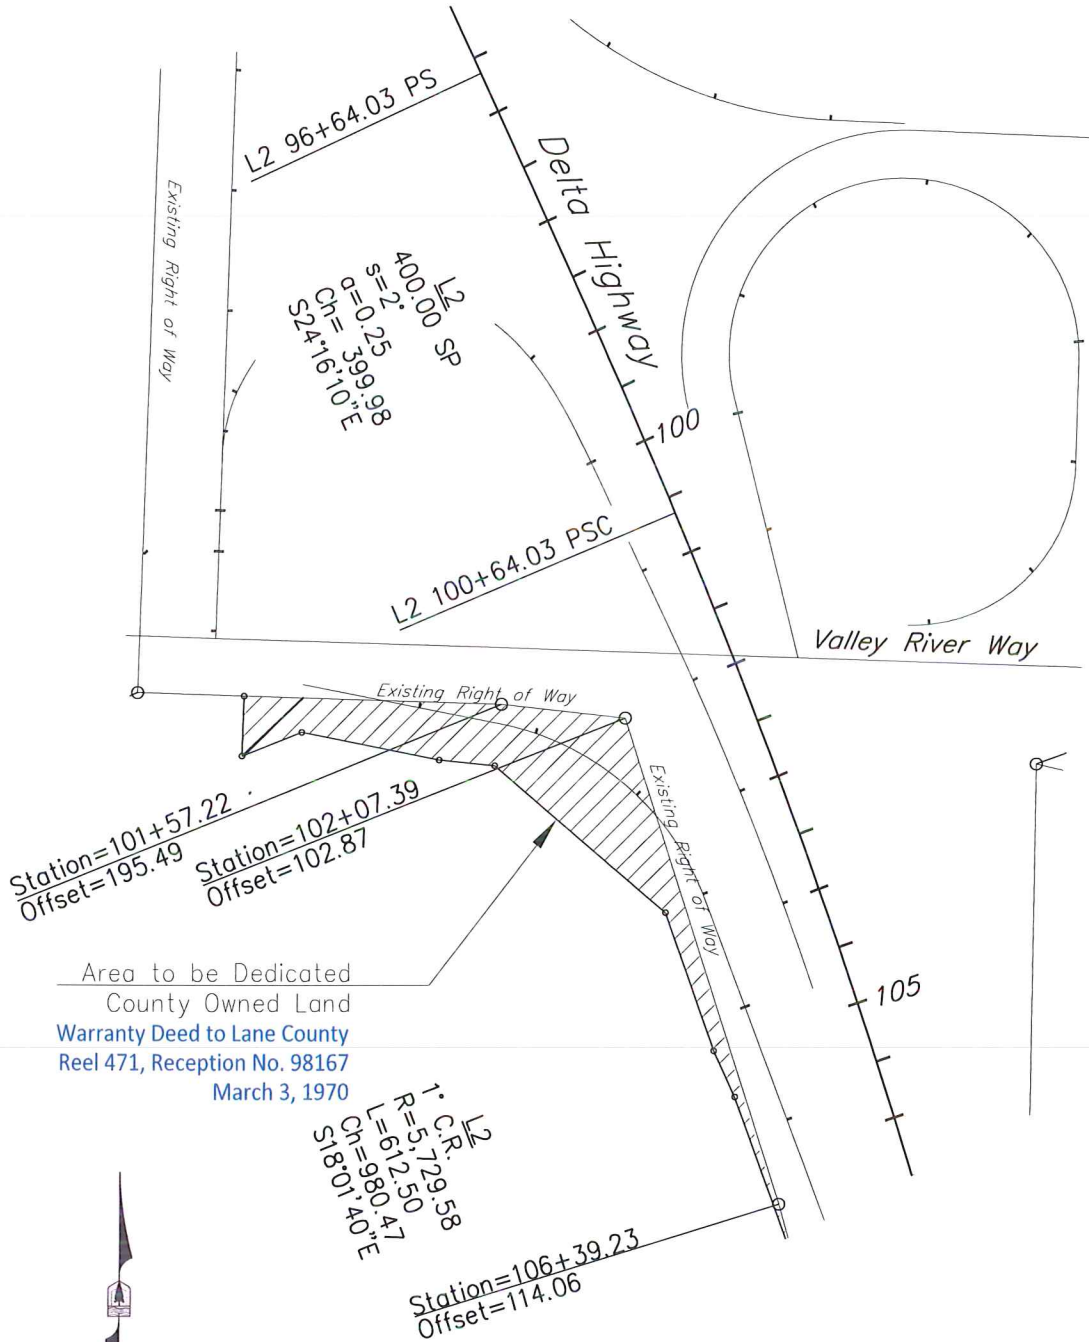 L2 96+64.03 PS
Existing Right of Way
Delta Highway
L2
400.00 SP
s=2°
a=0.25
Ch= 399.98
S24°16'10"E
100
L2 100+64.03 PSC
Valley River Way
Existing Right of Way
Existing Right of Way
Station=101+57.22
Offset=195.49
Station=102+07.39
Offset=102.87
Area to be Dedicated
County Owned Land
Warranty Deed to Lane County
Reel 471, Reception No. 98167
March 3, 1970
105
L2
1° C.R.
R=5,729.58
L=612.50
Ch=980.47
S18°01'40"E
Station=106+39.23
Offset=114.06